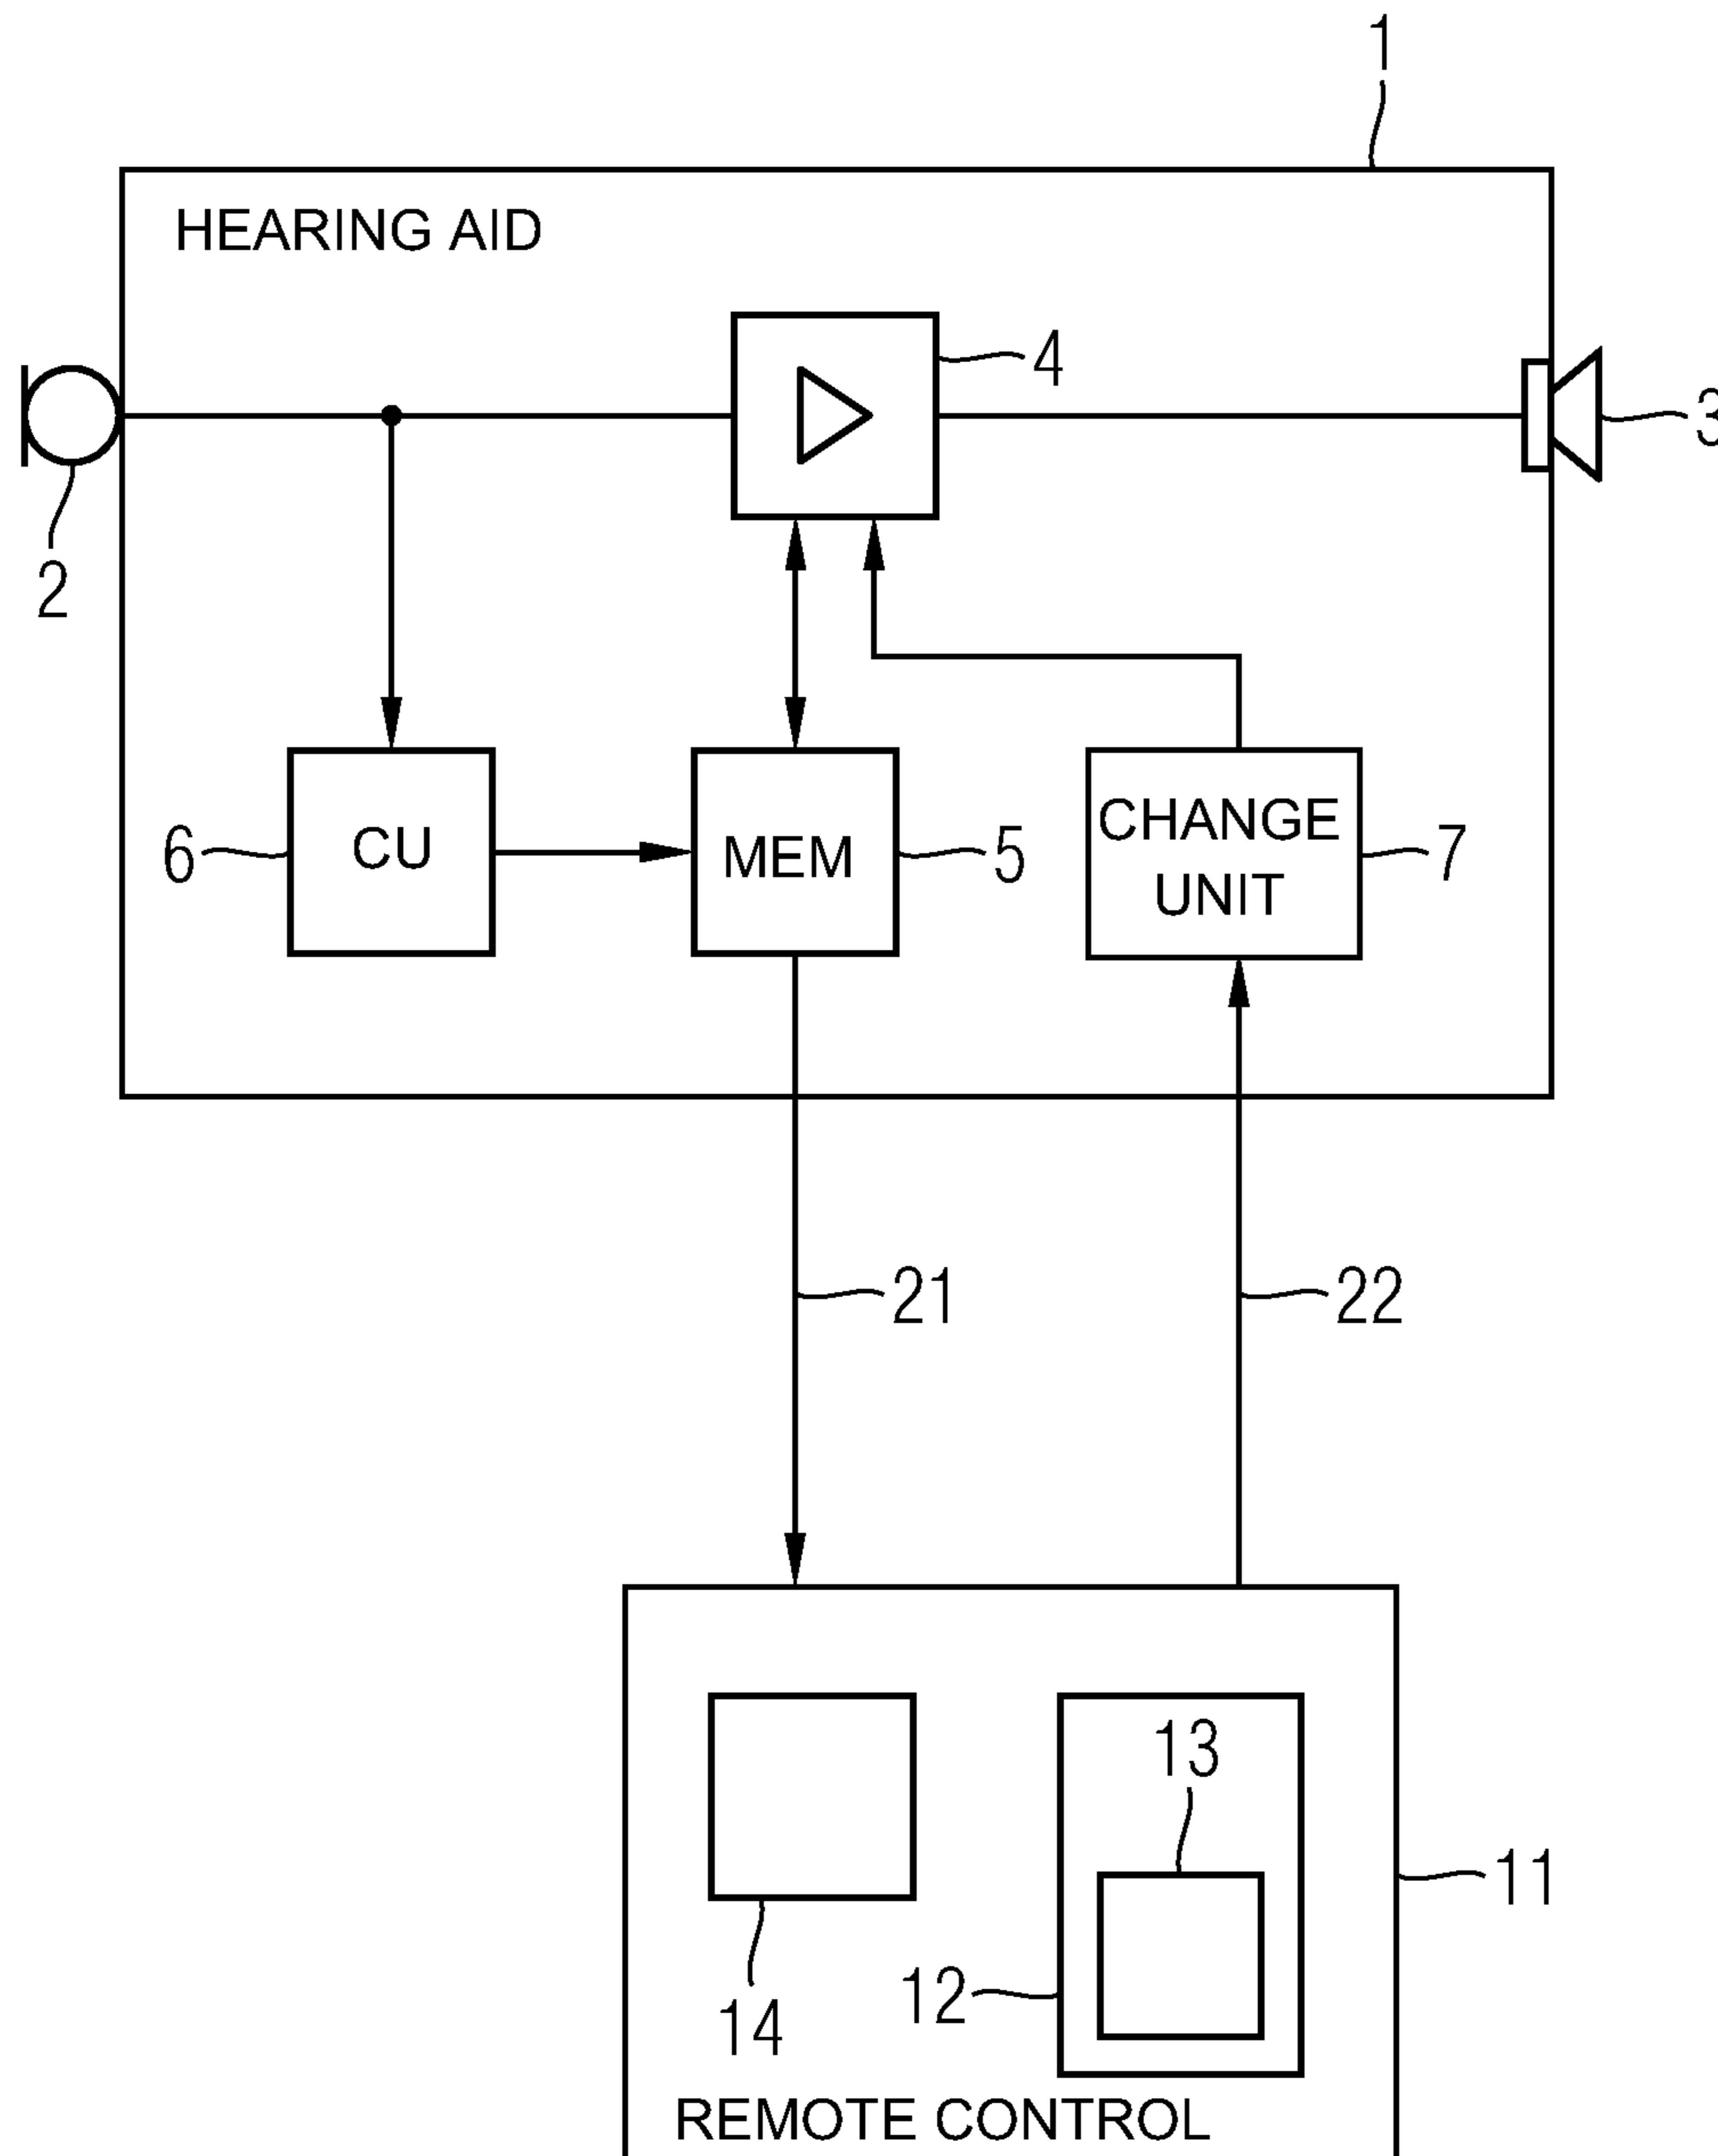 1
HEARING AID
4
3
2
6
CU
MEM
5
CHANGE
UNIT
7
21
22
13
11
12
14
REMOTE CONTROL